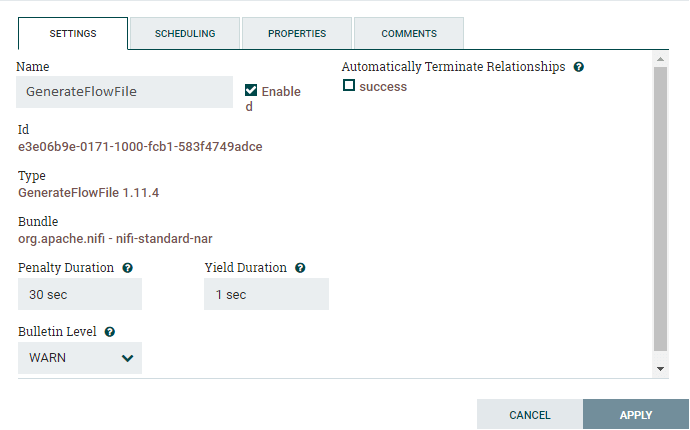 SETTINGS
SCHEDULING
PROPERTIES
COMMENTS
Name
GenerateFlowFile
Enable
d
Automatically Terminate Relationships
success
Id
e3e06b9e-0171-1000-fcb1-583f4749adce
Type
GenerateFlowFile 1.11.4
Bundle
org.apache.nifi - nifi-standard-nar
Penalty Duration
Yield Duration
30 sec
1 sec
Bulletin Level
WARN
CANCEL
APPLY